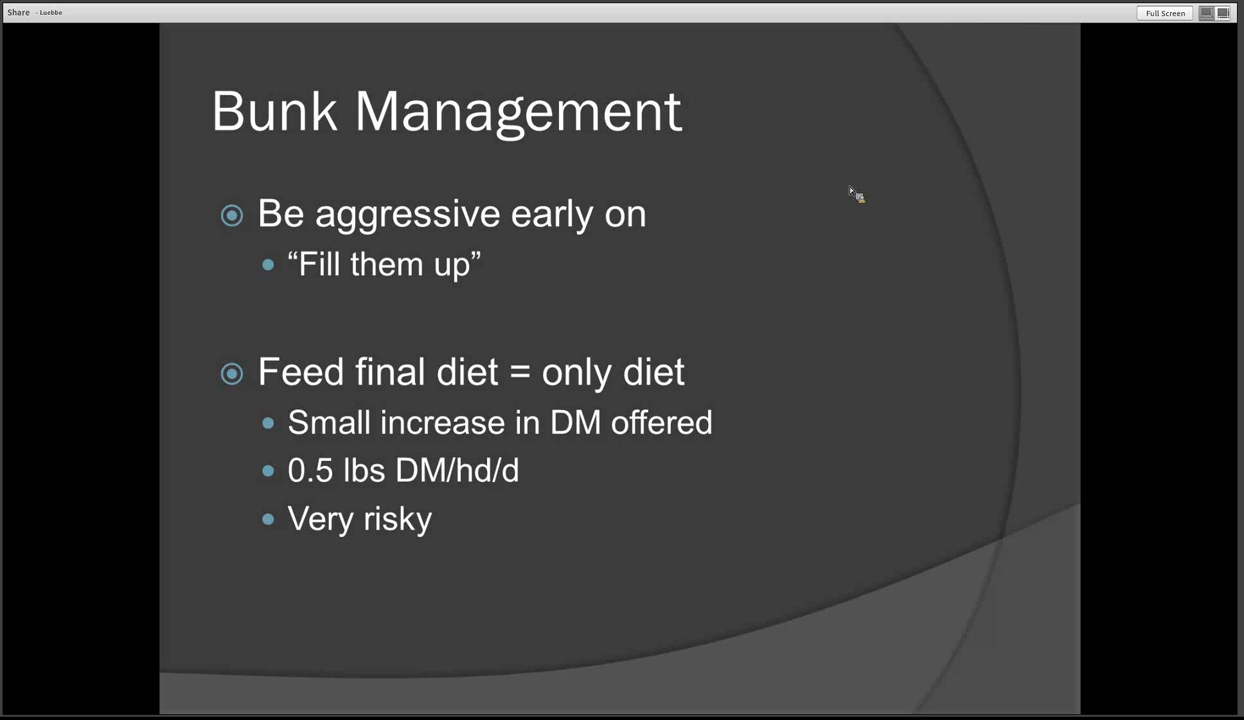 Share - Luebbe
Full Screen
Bunk Management
Be aggressive early on
“Fill them up”
Feed final diet = only diet
Small increase in DM offered
0.5 lbs DM/hd/d
Very risky